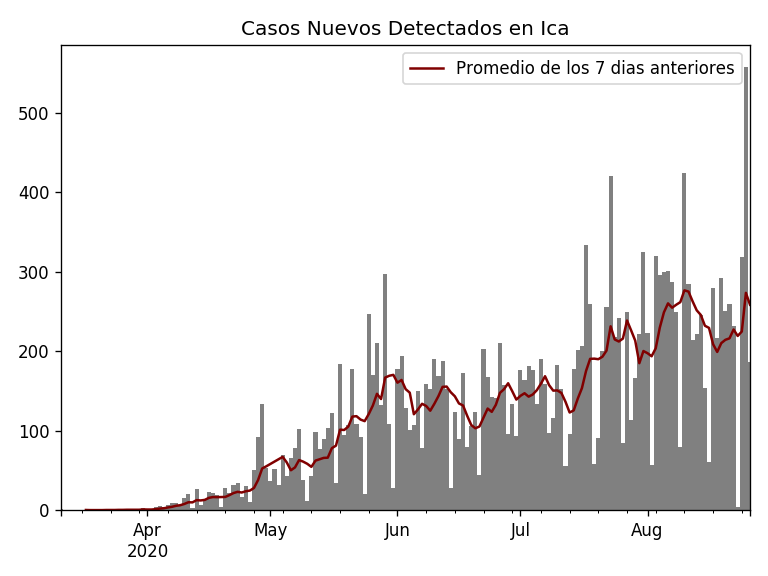 Casos Nuevos Detectados en Ica
Promedio de los 7 dias anteriores
500
400
300
200
100
0
Apr
2020
May
Jun
Jul
Aug